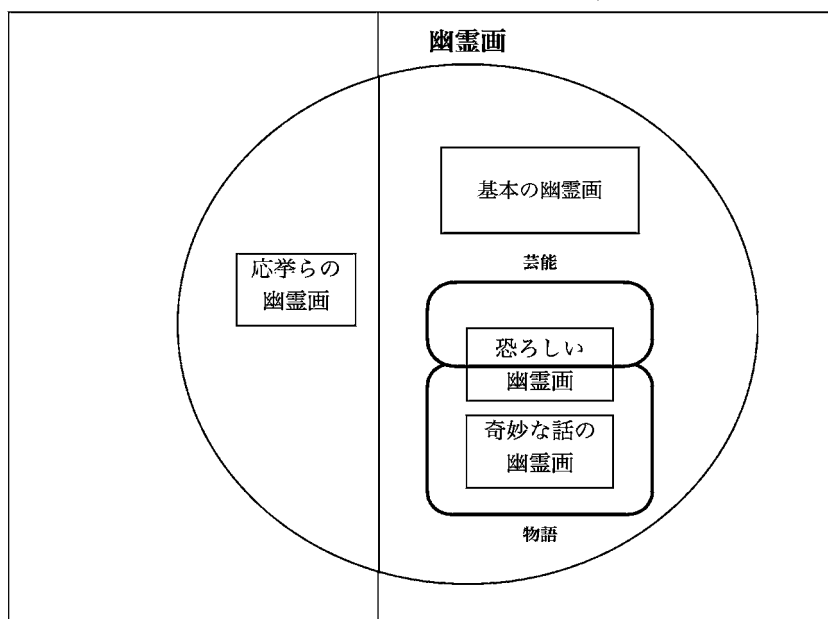 幽霊画
基本の幽霊画
応挙らの
幽霊画
芸能
恐ろしい
幽霊画
奇妙な話の
幽霊画
物語